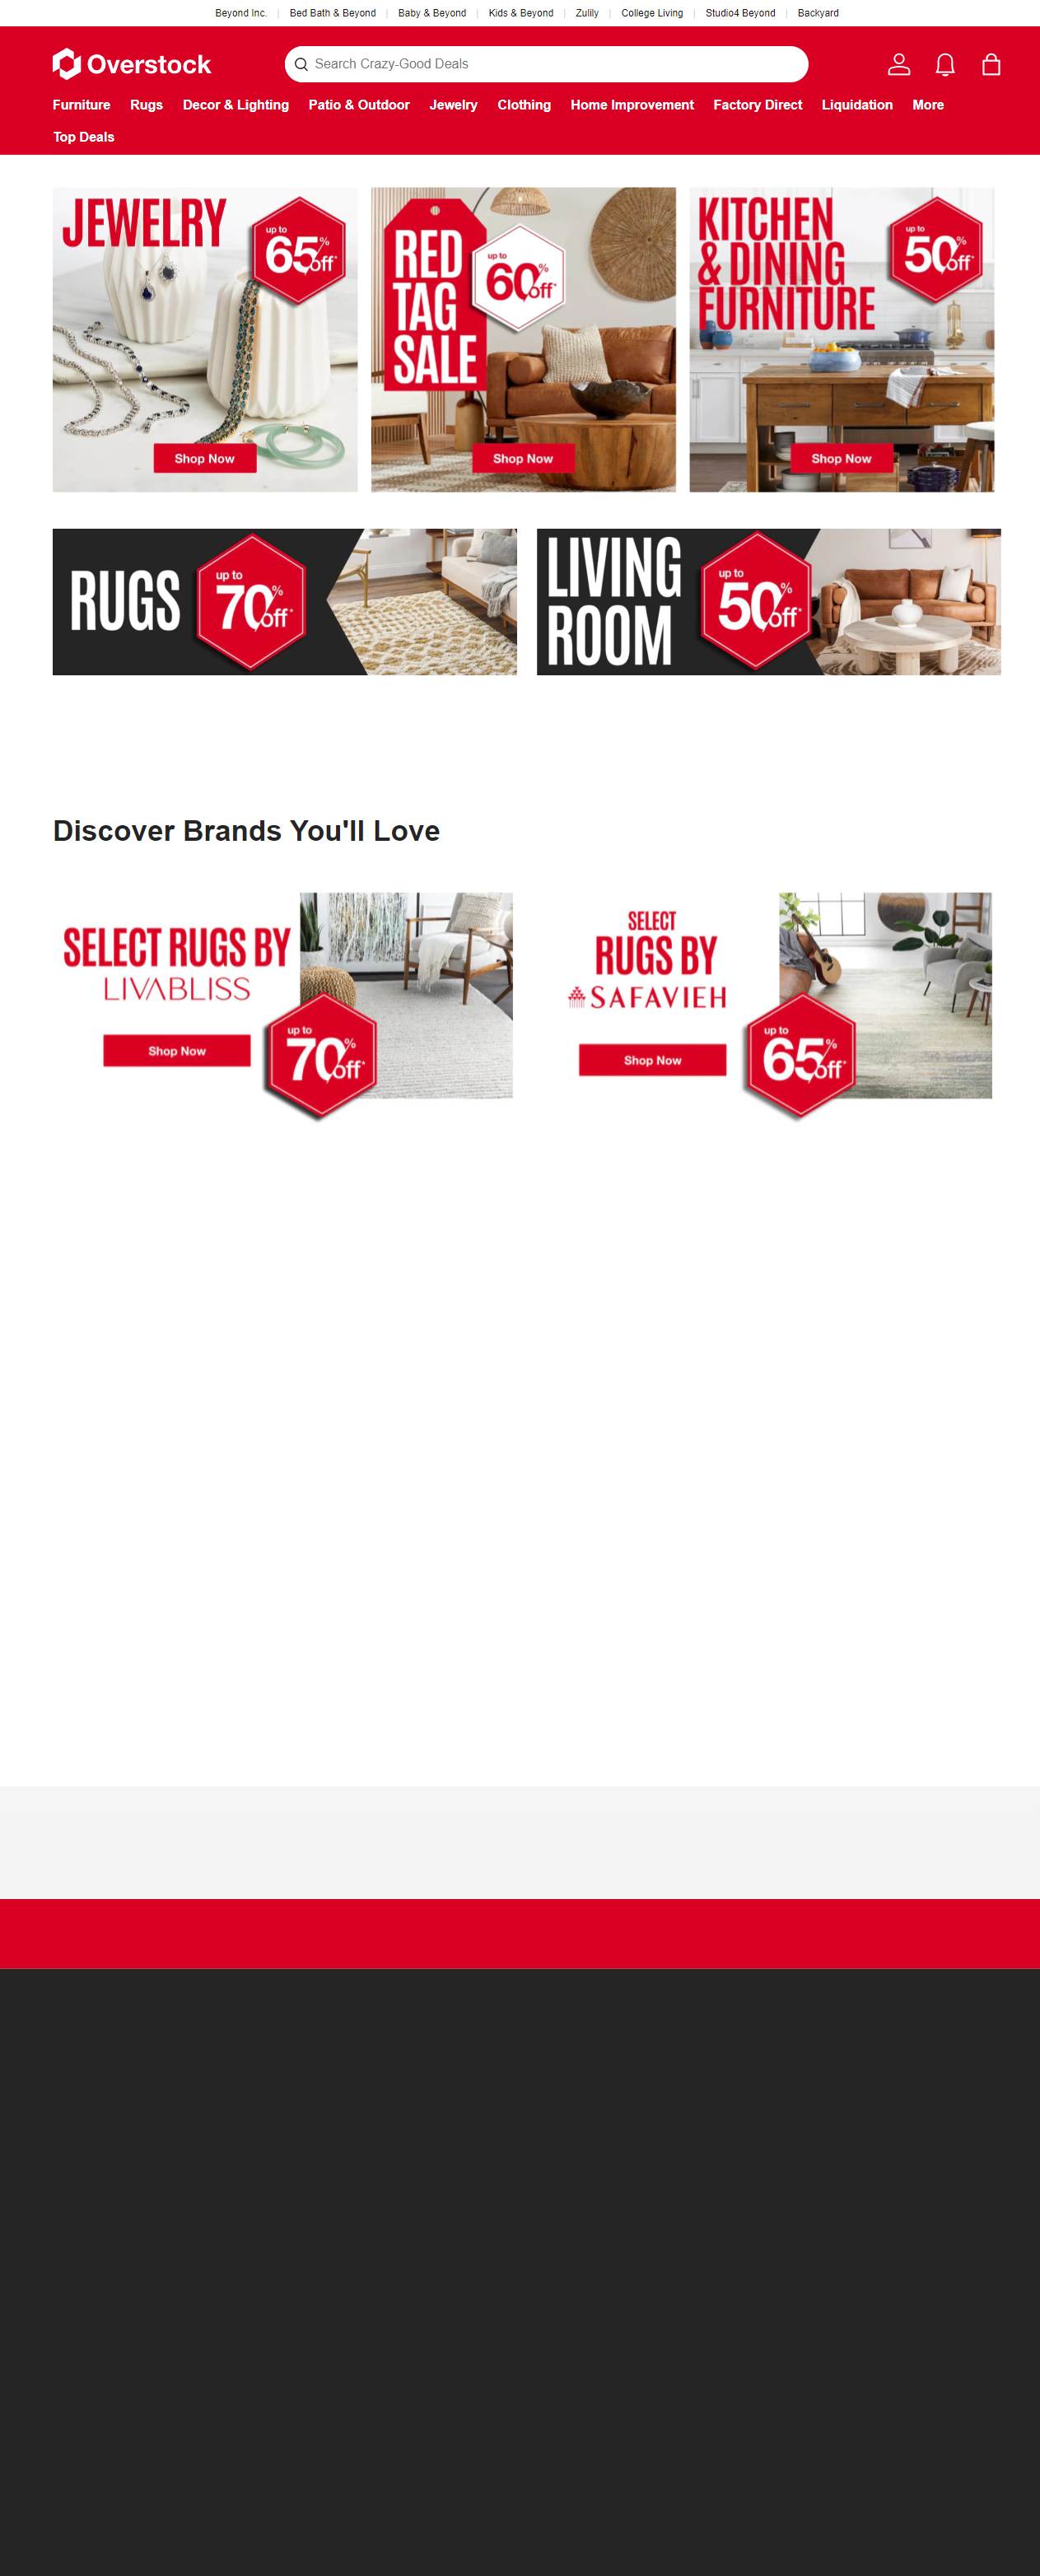 Beyond Inc. | Bed Bath & Beyond | Baby & Beyond | Kids & Beyond | Zulily | College Living | Studio4 Beyond | Backyard
Overstock
Search Crazy-Good Deals
Furniture Rugs Decor & Lighting Patio & Outdoor Jewelry Clothing Home Improvement Factory Direct Liquidation More
Top Deals
JEWELRY
up to
65% off*
Shop Now
RED
TAG
SALE
up to
60% off*
Shop Now
KITCHEN
& DINING
FURNITURE
up to
50% off*
Shop Now
RUGS
up to
70% off*
LIVING
ROOM
up to
50% off*
Discover Brands You'll Love
SELECT RUGS BY
LIVABLISS
Shop Now
up to
70% off*
SELECT
RUGS BY
SAFAVIEH
Shop Now
up to
65% off*